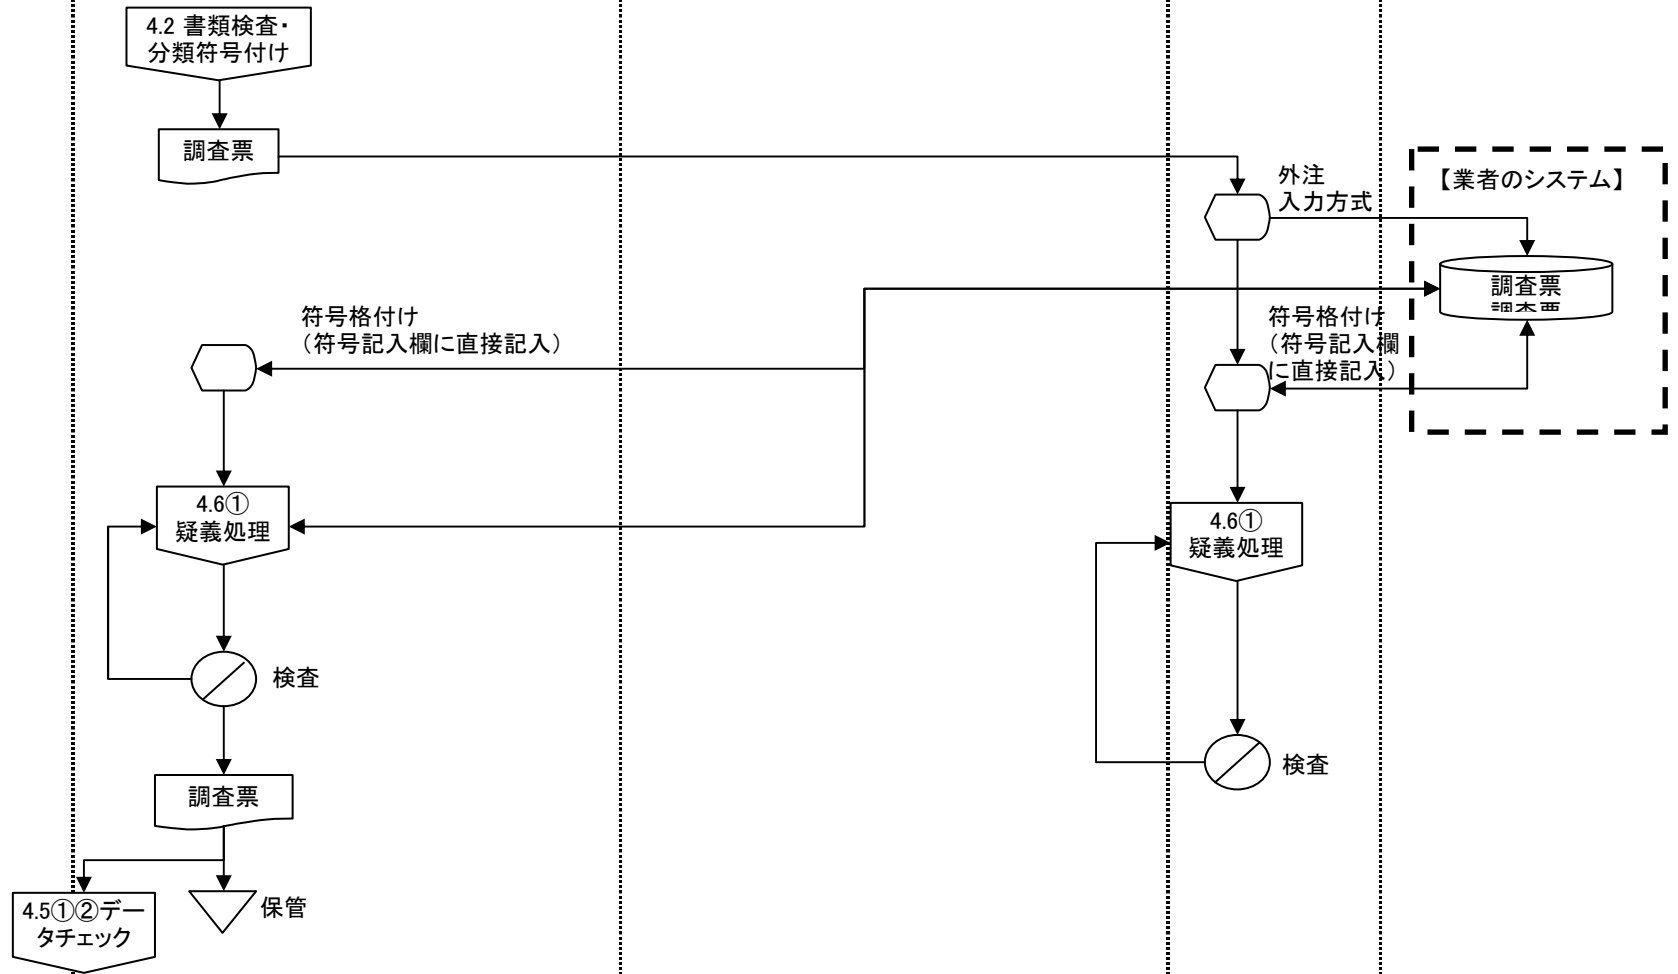 4.2 書類検査・
分類符号付け
調査票
外注
入力方式
【業者のシステム】
調査票
調査票
符号格付け
（符号記入欄に直接記入）
符号格付け
（符号記入欄
に直接記入）
4.6①
疑義処理
4.6①
疑義処理
検査
検査
調査票
4.5①②デー
タチェック
保管